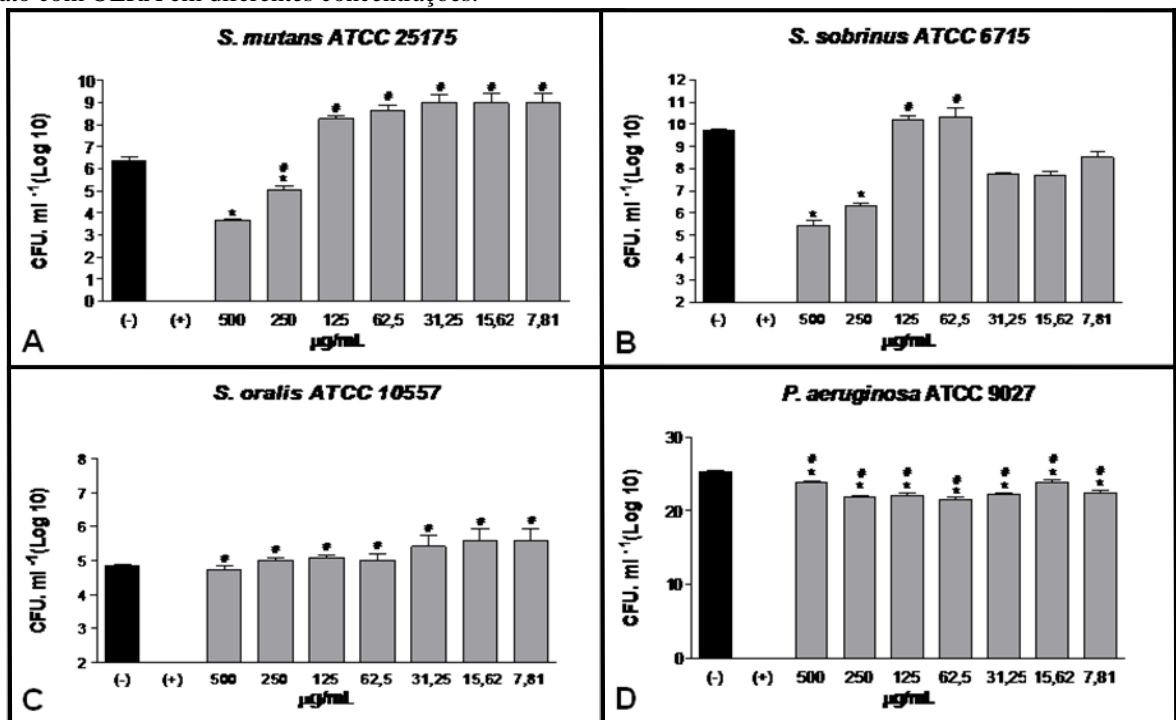 em diferentes concentrações.
S. mutans ATCC 25175
CFU. ml -1 (Log 10)
10
9
8
7
6
5
4
3
2
1
0
* # * # # # # #
(-) (+) 500 250 125 62,5 31,25 15,62 7,81
µg/mL
A
S. sobrinus ATCC 6715
CFU. ml -1 (Log 10)
12
11
10
9
8
7
6
5
4
3
2
* * # #
(-) (+) 500 250 125 62,5 31,25 15,62 7,81
µg/mL
B
S. oralis ATCC 10557
CFU. ml -1 (Log 10)
8
7
6
5
4
3
2
# # # # # # #
(-) (+) 500 250 125 62,5 31,25 15,62 7,81
µg/mL
C
P. aeruginosa ATCC 9027
CFU. ml -1 (Log 10)
30
20
10
0
# # # # # # #
* * * * * * *
(-) (+) 500 250 125 62,5 31,25 15,62 7,81
µg/mL
D